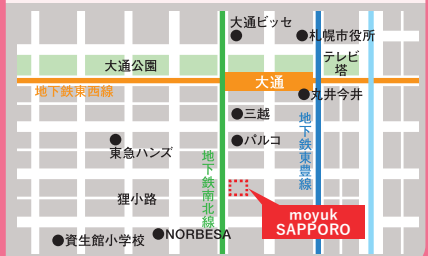 大通ビッセ
札幌市役所
大通公園
テレビ
塔
大通
地下鉄東西線
丸井今井
三越
パルコ
東急ハンズ
地下鉄南北線
地下鉄東豊線
狸小路
moyuk
SAPPORO
資生館小学校
NORBESA